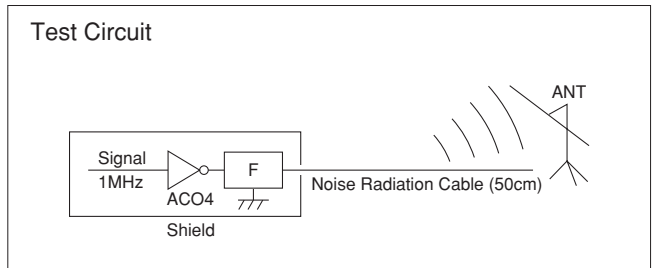 Test Circuit
ANT
Signal
1MHz
F
ACO4
Noise Radiation Cable (50cm)
Shield